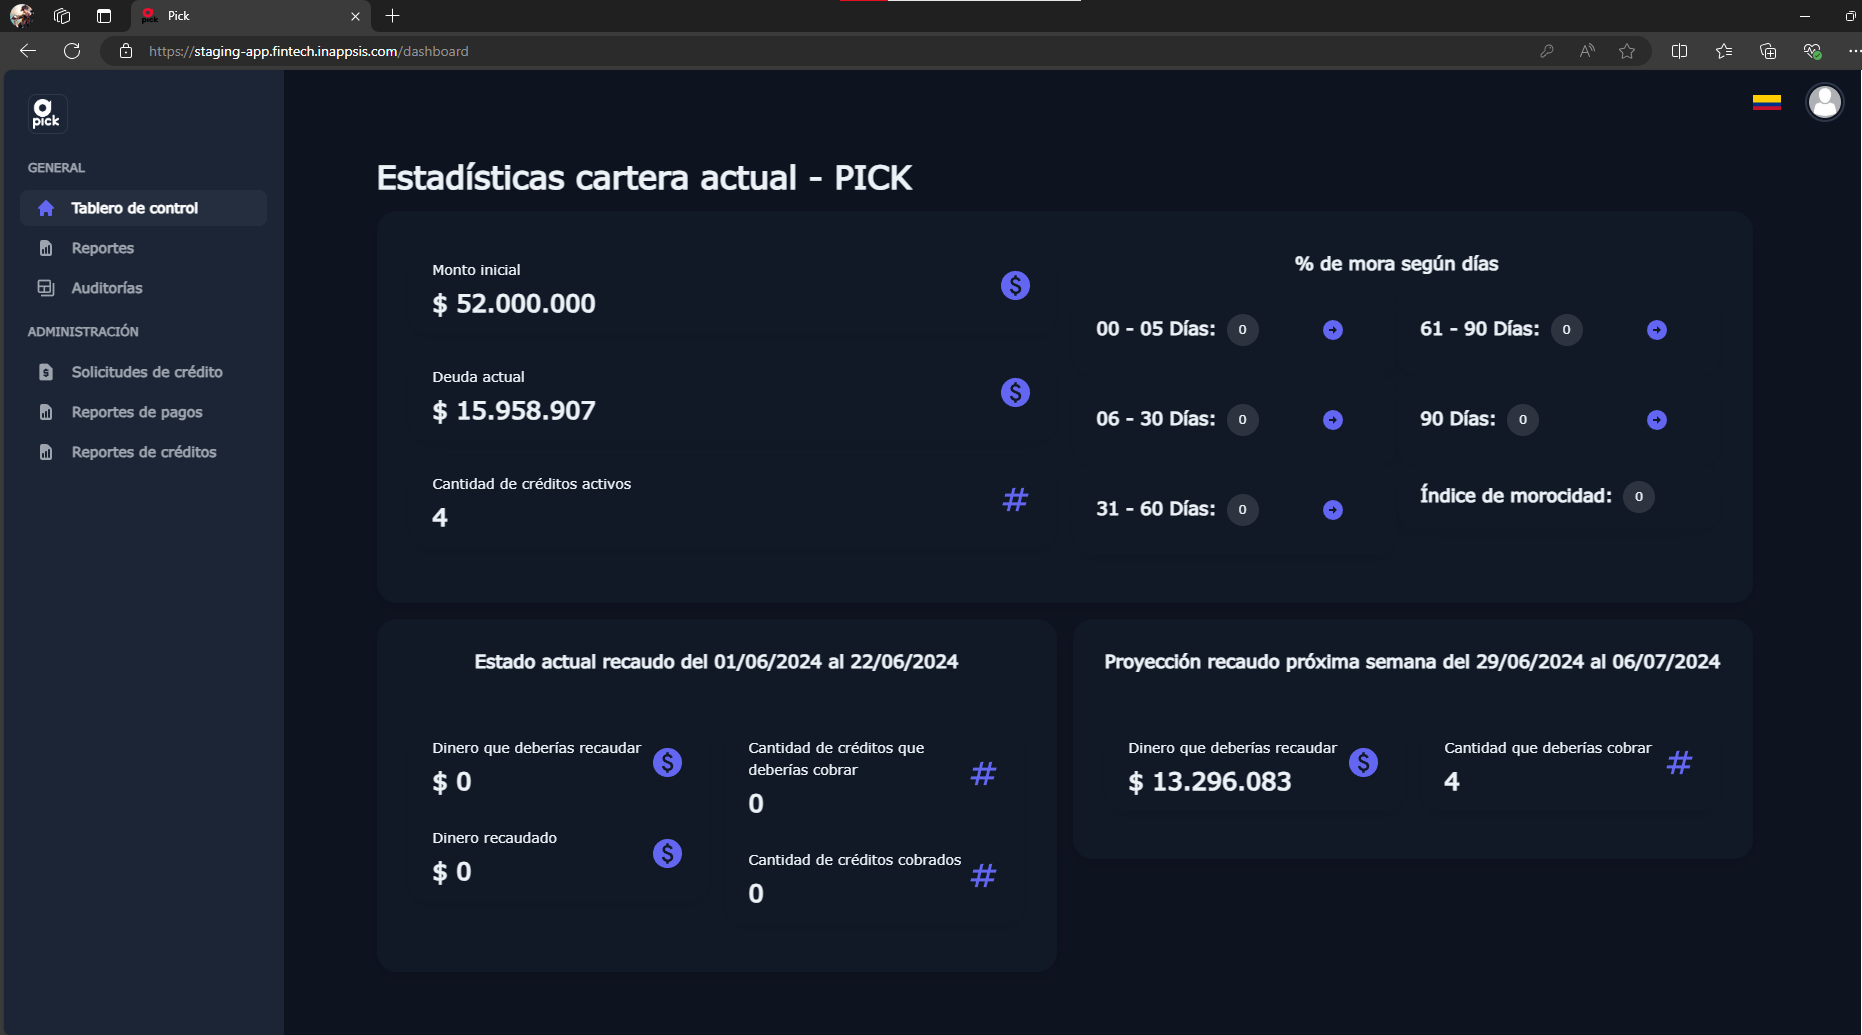 Pick
https://staging-app.fintech.inappsis.com/dashboard
pick
GENERAL
Tablero de control
Reportes
Auditorías
ADMINISTRACIÓN
Solicitudes de crédito
Reportes de pagos
Reportes de créditos
Estadísticas cartera actual - PICK
Monto inicial
$ 52.000.000
Deuda actual
$ 15.958.907
Cantidad de créditos activos
4
#
% de mora según días
00 - 05 Días: 0
61 - 90 Días: 0
06 - 30 Días: 0
90 Días: 0
31 - 60 Días: 0
Índice de morocidad: 0
Estado actual recaudo del 01/06/2024 al 22/06/2024
Dinero que deberías recaudar
$ 0
Dinero recaudado
$ 0
Cantidad de créditos que
deberías cobrar
0
#
Cantidad de créditos cobrados
0
#
Proyección recaudo próxima semana del 29/06/2024 al 06/07/2024
Dinero que deberías recaudar
$ 13.296.083
Cantidad que deberías cobrar
4
#